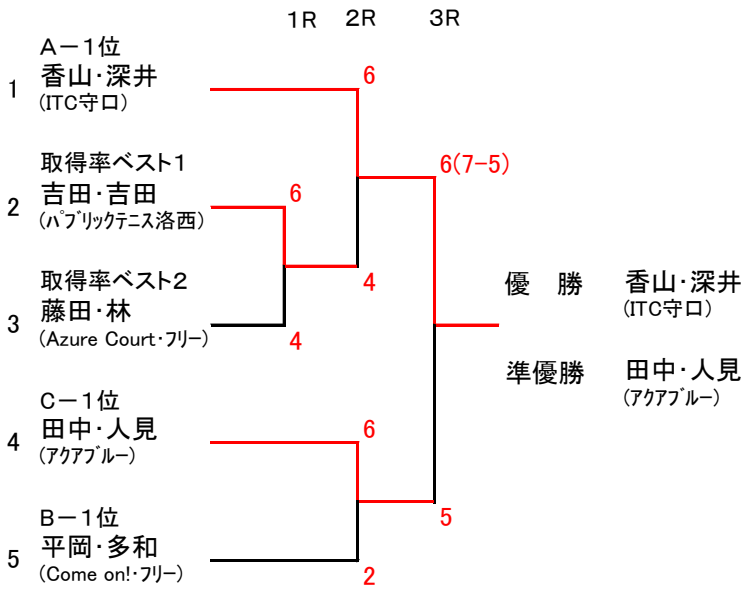 1R 2R 3R
A-1位
1 香山・深井
(ITC守口)
6
取得率ベスト1
2 吉田・吉田
(パブリックテニス洛西)
6
6(7-5)
取得率ベスト2
3 藤田・林
(Azure Court・フリー)
4
4
優　勝 香山・深井
(ITC守口)
準優勝 田中・人見
(アクアブルー)
C-1位
4 田中・人見
(アクアブルー)
6
5
B-1位
5 平岡・多和
(Come on!・フリー)
2